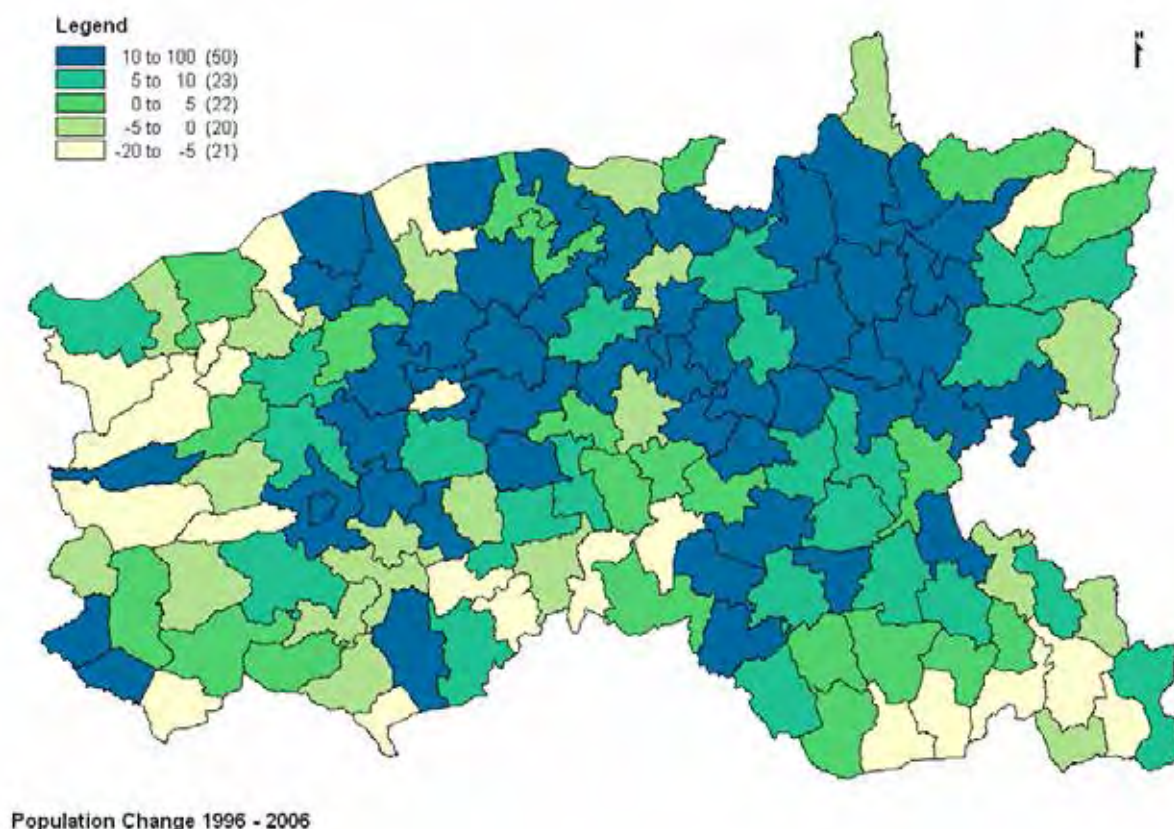 Legend
10 to 100 (50)
5 to 10 (23)
0 to 5 (22)
-5 to 0 (20)
-20 to -5 (21)
N
Population Change 1996 - 2006